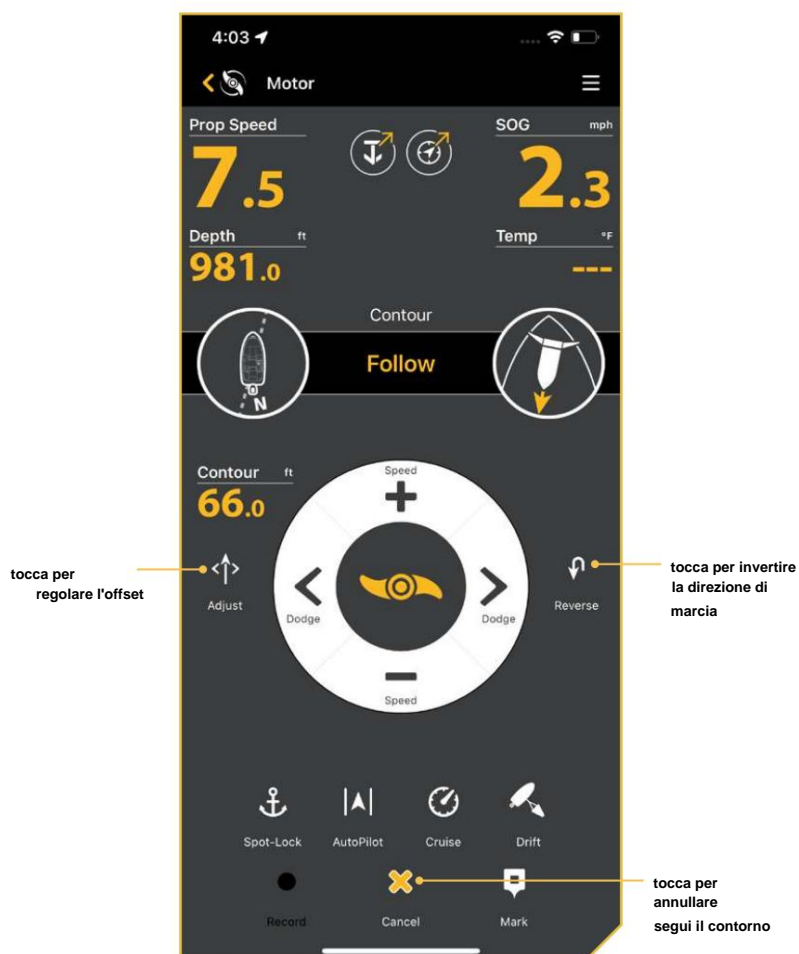 4:03
Motor
Prop Speed
SOG mph
7.5
2.3
Depth ft
Temp °F
981.0
---
Contour
Follow
N
Contour ft
66.0
Speed
tocca per
regolare l'offset
Adjust
Dodge
Dodge
Reverse
tocca per invertire
la direzione di
marcia
Speed
Spot-Lock
AutoPilot
Cruise
Drift
Record
Cancel
Mark
tocca per
annullare
segui il contorno